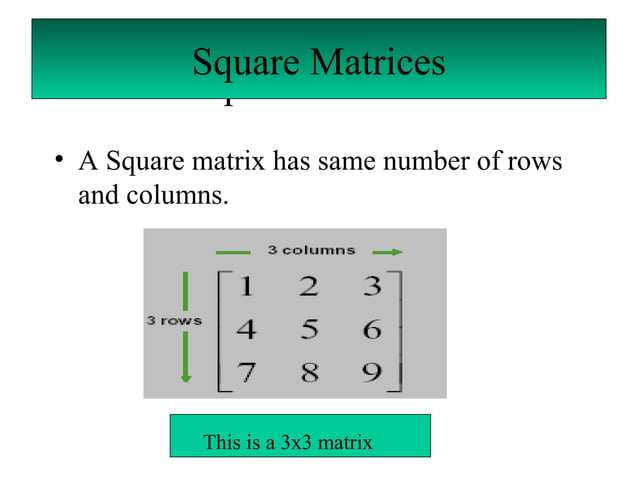 Square Matrices
• A Square matrix has same number of rows
and columns.
3 columns
1 2 3
3 rows
4 5 6
7 8 9
This is a 3x3 matrix